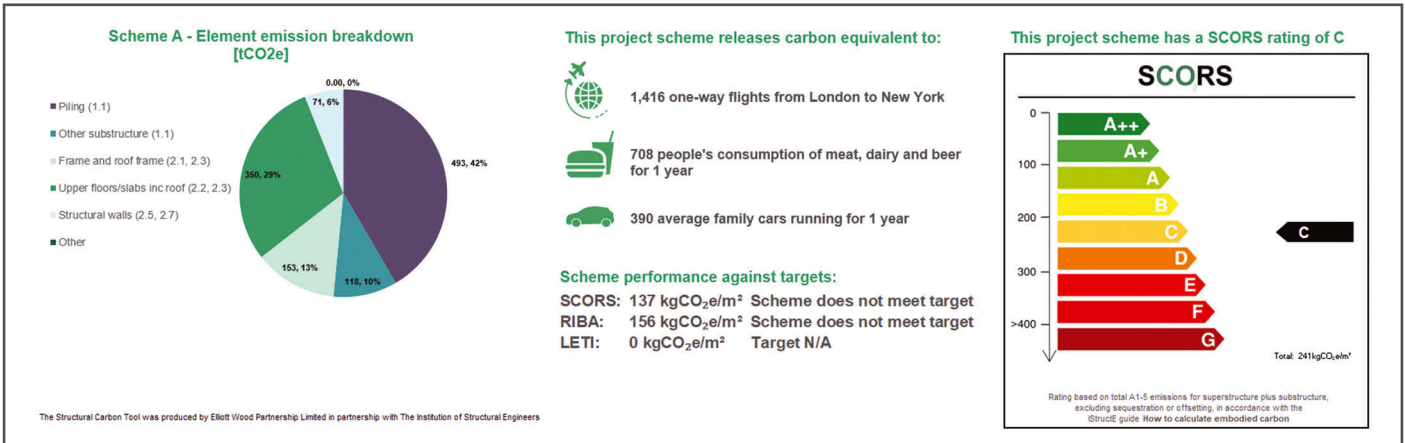 Scheme A - Element emission breakdown
[tCO2e]
Piling (1.1)
Other substructure (1.1)
Frame and roof frame (2.1, 2.3)
Upper floors/slabs inc roof (2.2, 2.3)
Structural walls (2.5, 2.7)
Other
0.00, 0%
71, 6%
493, 42%
350, 29%
153, 13%
118, 10%
The Structural Carbon Tool was produced by Elliott Wood Partnership Limited in partnership with The Institution of Structural Engineers
This project scheme releases carbon equivalent to:
1,416 one-way flights from London to New York
708 people's consumption of meat, dairy and beer
for 1 year
390 average family cars running for 1 year
Scheme performance against targets:
SCORS: 137 kgCO₂e/m² Scheme does not meet target
RIBA: 156 kgCO₂e/m² Scheme does not meet target
LETI: 0 kgCO₂e/m² Target N/A
This project scheme has a SCORS rating of C
SCO₂RS
0
A++
A+
100
A
B
200
C
C
D
300
E
F
>400
G
Total: 241kgCO₂e/m²
Rating based on total A1-5 emissions for superstructure plus substructure,
excluding sequestration or offsetting, in accordance with the
IStructE guide How to calculate embodied carbon